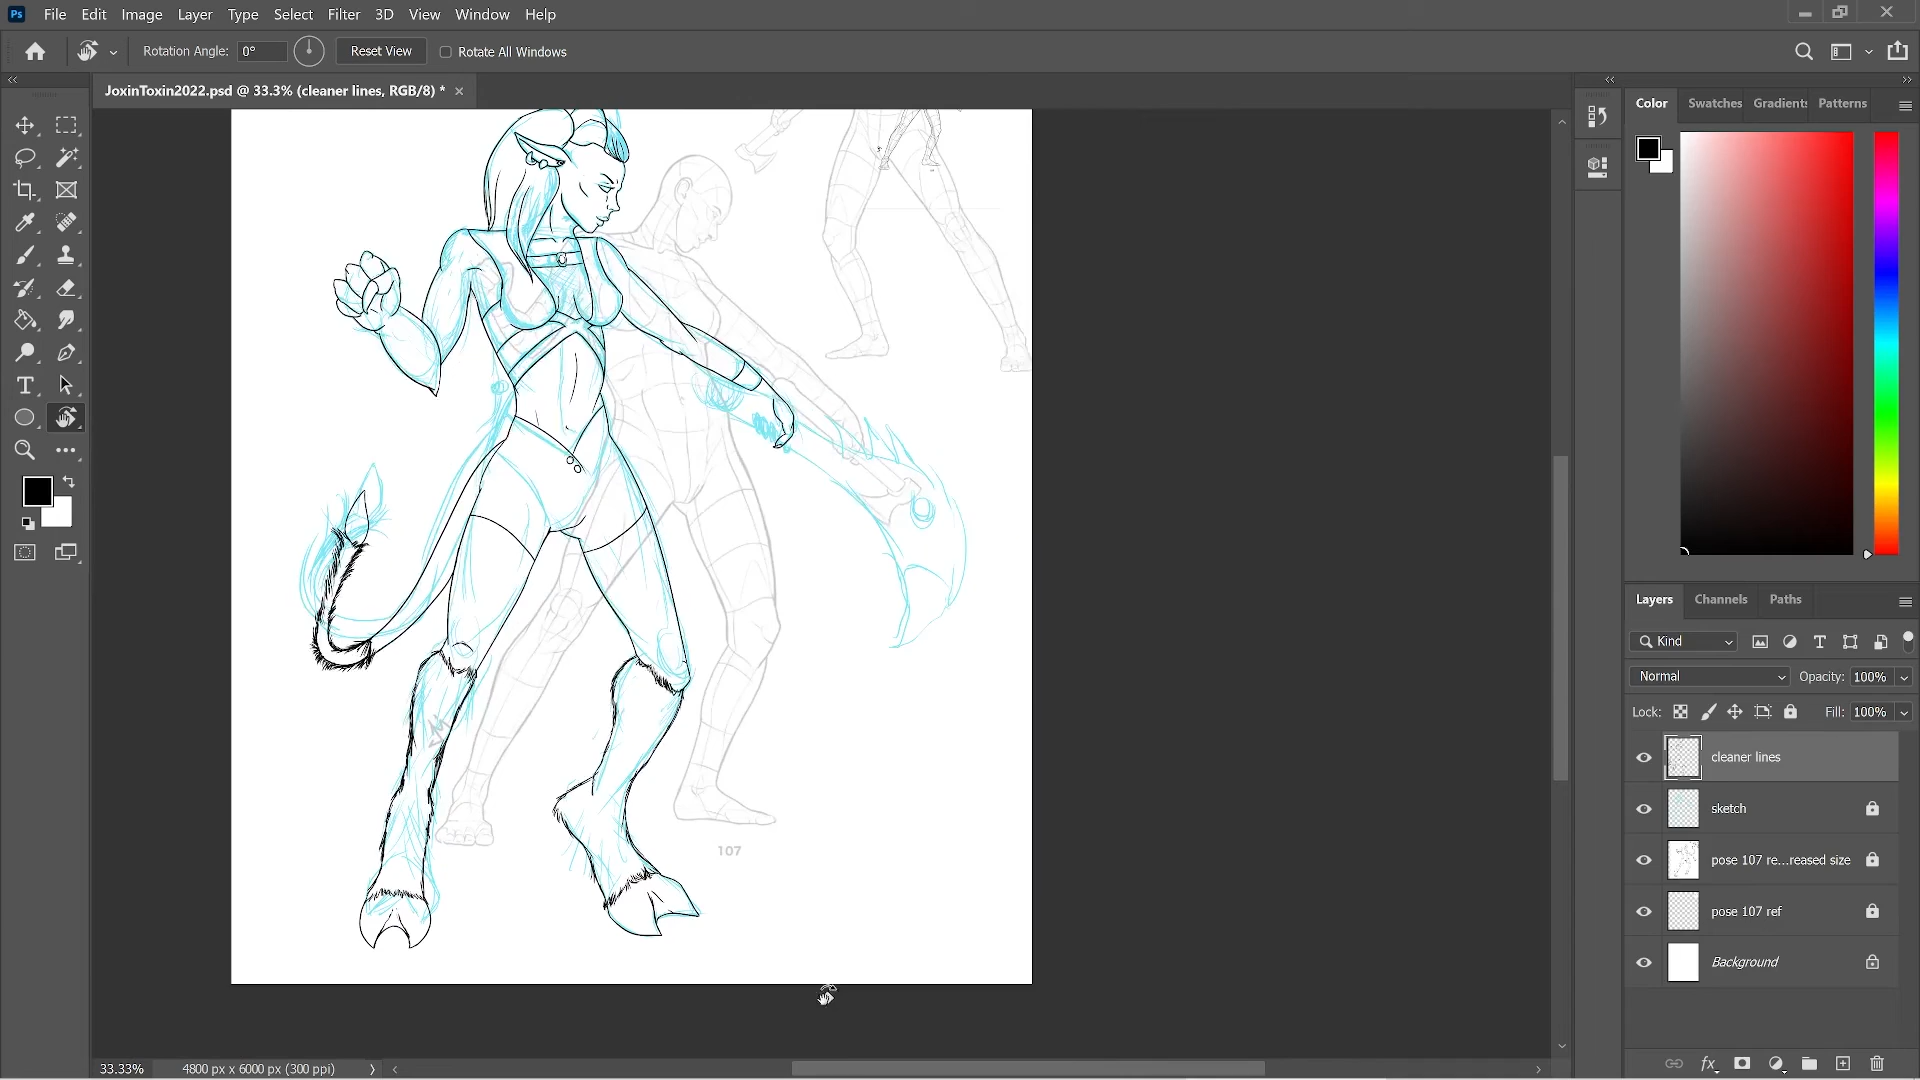 Ps File Edit Image Layer Type Select Filter 3D View Window Help
Rotation Angle: 0° Reset View Rotate All Windows
JoxinToxin2022.psd @ 33.3% (cleaner lines, RGB/8) *
Color Swatches Gradients Patterns
Layers Channels Paths
Kind
Normal Opacity: 100%
Lock: Fill: 100%
cleaner lines
sketch
pose 107 re...reased size
pose 107 ref
Background
107
33.33% 4800 px x 6000 px (300 ppi)